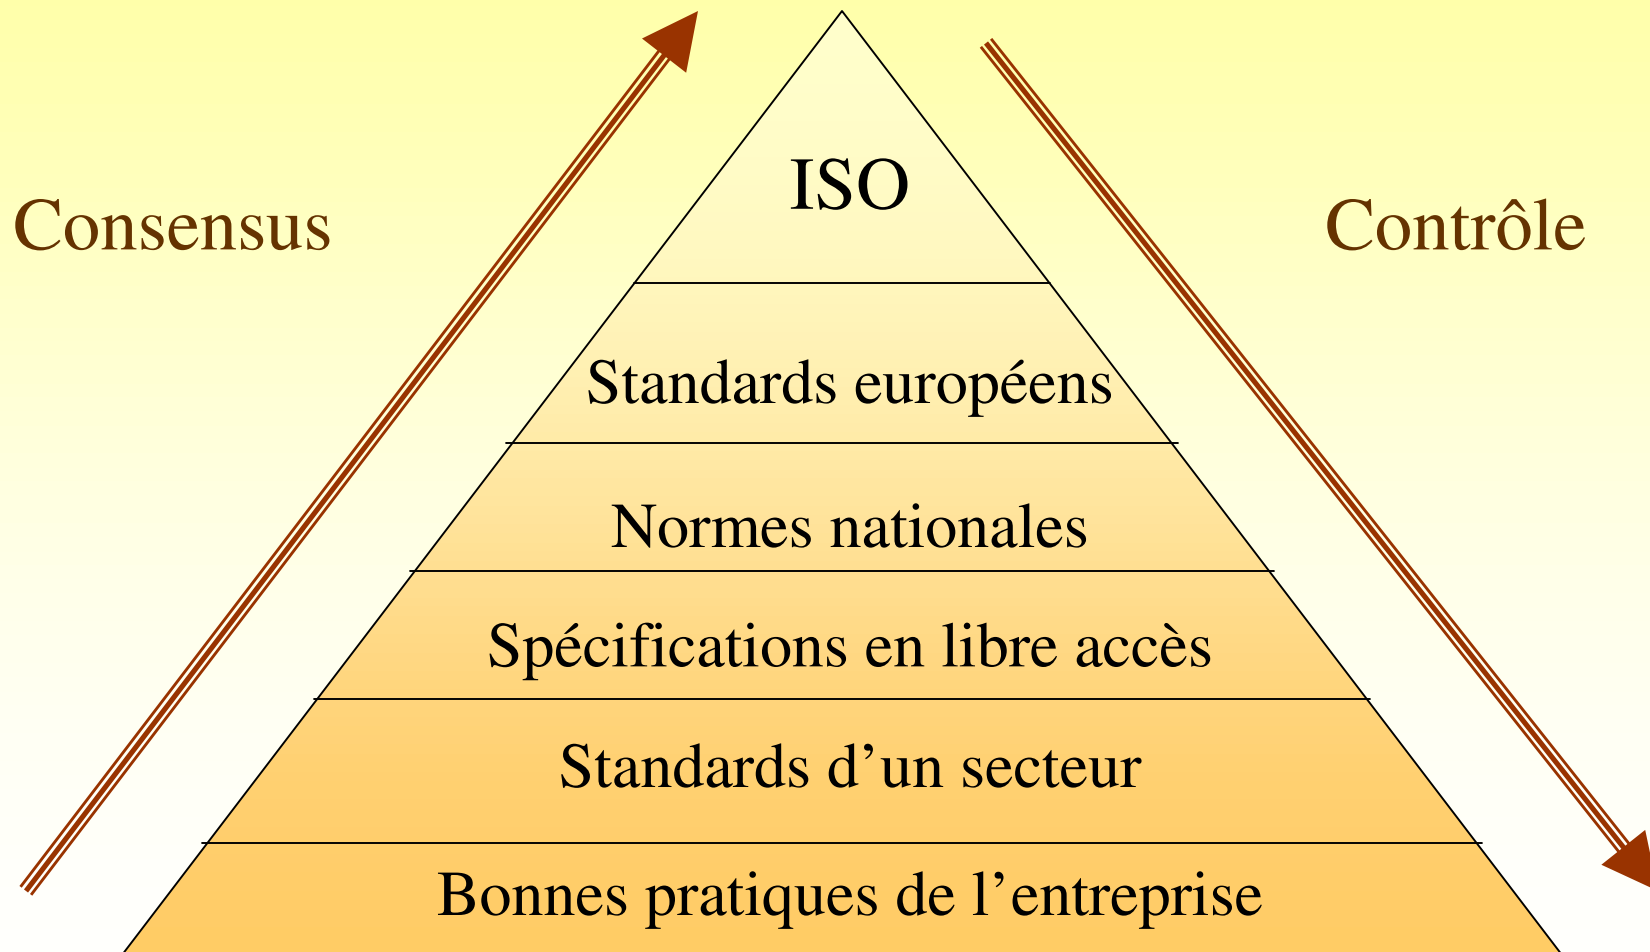 ISO
Consensus
Contrôle
Standards européens
Normes nationales
Spécifications en libre accès
Standards d’un secteur
Bonnes pratiques de l’entreprise